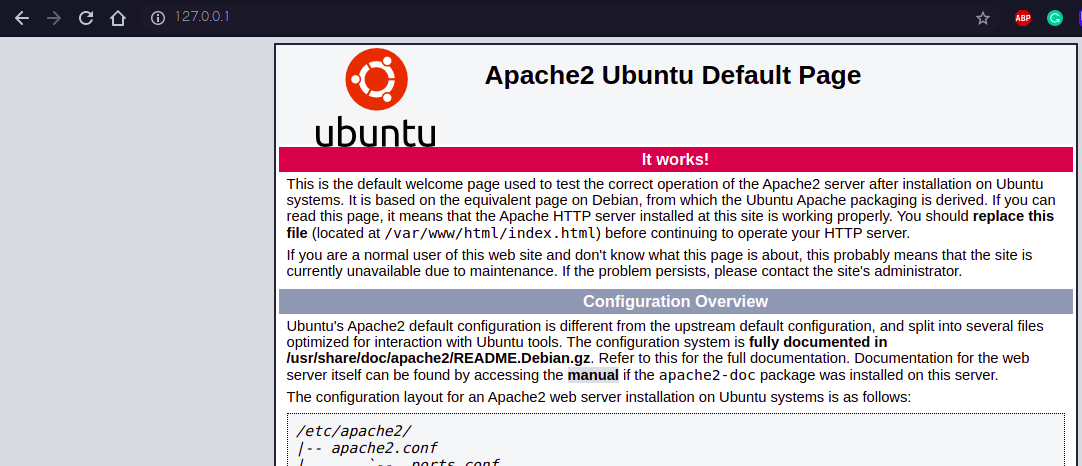 127.0.0.1
ABP
ubuntu
Apache2 Ubuntu Default Page
It works!
This is the default welcome page used to test the correct operation of the Apache2 server after installation on Ubuntu
systems. It is based on the equivalent page on Debian, from which the Ubuntu Apache packaging is derived. If you can
read this page, it means that the Apache HTTP server installed at this site is working properly. You should replace this
file (located at /var/www/html/index.html) before continuing to operate your HTTP server.
If you are a normal user of this web site and don't know what this page is about, this probably means that the site is
currently unavailable due to maintenance. If the problem persists, please contact the site's administrator.
Configuration Overview
Ubuntu's Apache2 default configuration is different from the upstream default configuration, and split into several files
optimized for interaction with Ubuntu tools. The configuration system is fully documented in
/usr/share/doc/apache2/README.Debian.gz. Refer to this for the full documentation. Documentation for the web
server itself can be found by accessing the manual if the apache2-doc package was installed on this server.
The configuration layout for an Apache2 web server installation on Ubuntu systems is as follows:
/etc/apache2/
|-- apache2.conf
|       `--  ports.conf